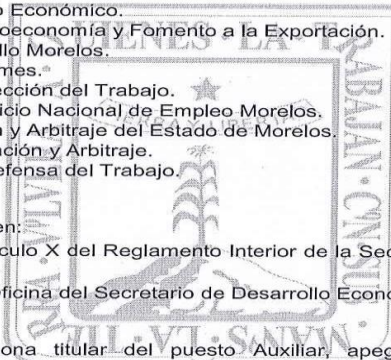 Económico.
oeconomía y Fomento a la Exportación.
llo Morelos.
mes.
ección del Trabajo.
icio Nacional de Empleo Morelos.
y Arbitraje del Estado de Morelos.
ción y Arbitraje.
efensa del Trabajo.
en:
culo X del Reglamento Interior de la Sec
ficina del Secretario de Desarrollo Econó
ona titular del puesto Auxiliar, apo